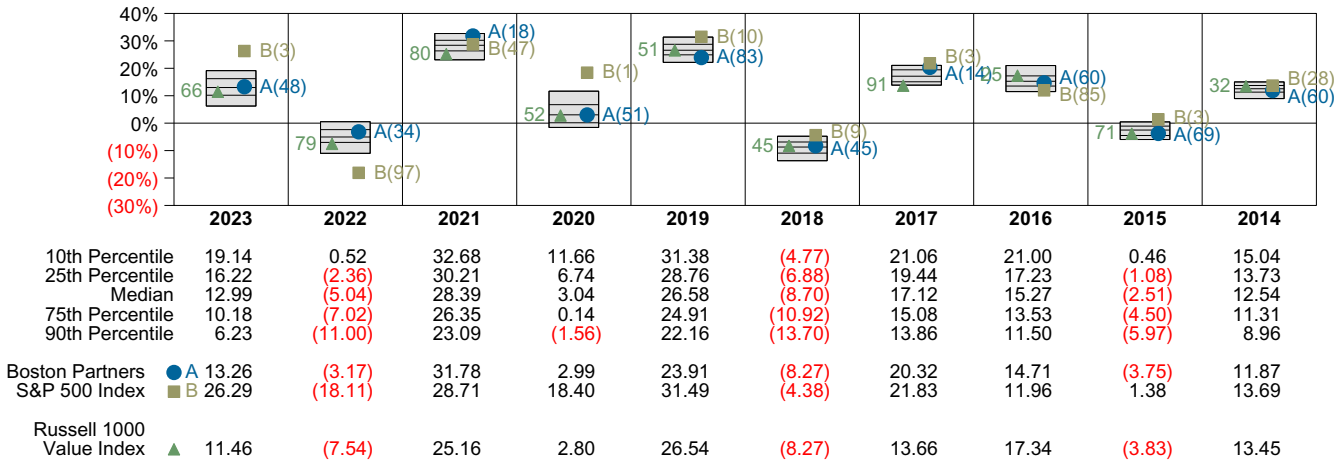 40%
30%
20%
10%
0%
(10%)
(20%)
(30%)
66 B(3) A(48)
79 A(34) B(97)
80 A(18) B(47)
52 B(1) A(51)
51 B(10) A(83)
45 B(9) A(45)
91 B(3) A(14)
25 A(60) B(85)
71 B(3) A(69)
32 B(28) A(60)
2023 2022 2021 2020 2019 2018 2017 2016 2015 2014
10th Percentile 19.14 0.52 32.68 11.66 31.38 (4.77) 21.06 21.00 0.46 15.04
25th Percentile 16.22 (2.36) 30.21 6.74 28.76 (6.88) 19.44 17.23 (1.08) 13.73
Median 12.99 (5.04) 28.39 3.04 26.58 (8.70) 17.12 15.27 (2.51) 12.54
75th Percentile 10.18 (7.02) 26.35 0.14 24.91 (10.92) 15.08 13.53 (4.50) 11.31
90th Percentile 6.23 (11.00) 23.09 (1.56) 22.16 (13.70) 13.86 11.50 (5.97) 8.96
Boston Partners A 13.26 (3.17) 31.78 2.99 23.91 (8.27) 20.32 14.71 (3.75) 11.87
S&P 500 Index B 26.29 (18.11) 28.71 18.40 31.49 (4.38) 21.83 11.96 1.38 13.69
Russell 1000
Value Index 11.46 (7.54) 25.16 2.80 26.54 (8.27) 13.66 17.34 (3.83) 13.45